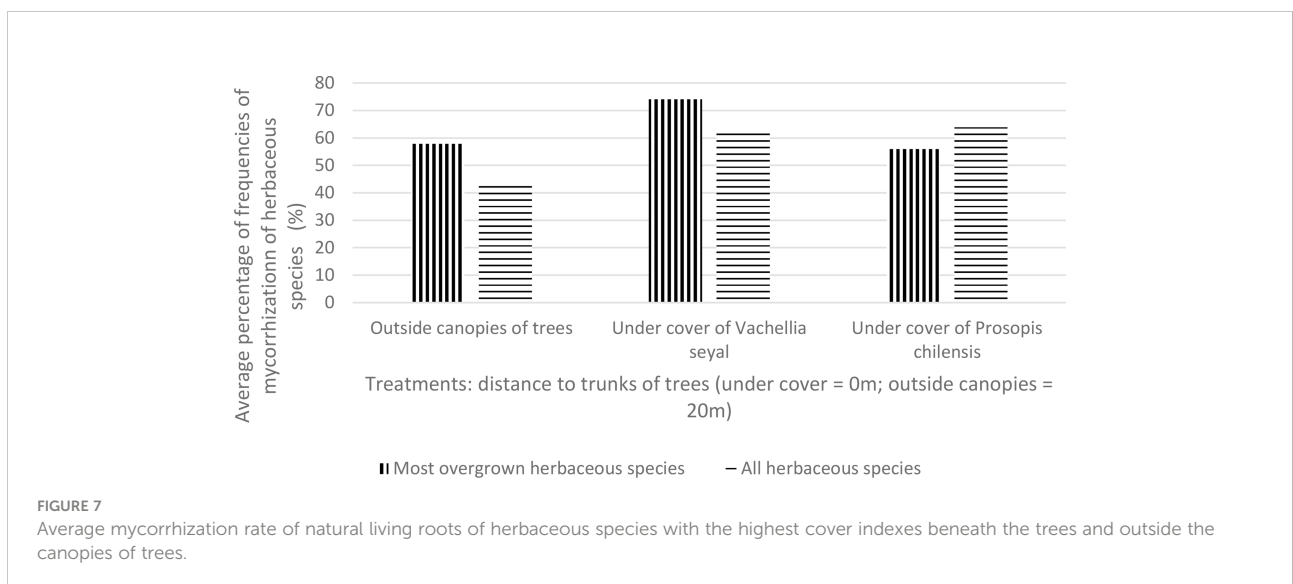 Average percentage of frequencies of
mycorrhizationn of herbaceous
species (%)
80
70
60
50
40
30
20
10
0
Outside canopies of trees
Under cover of Vachellia
seyal
Under cover of Prosopis
chilensis
Treatments: distance to trunks of trees (under cover = 0m; outside canopies =
20m)
Most overgrown herbaceous species
All herbaceous species
FIGURE 7
Average mycorrhization rate of natural living roots of herbaceous species with the highest cover indexes beneath the trees and outside the
canopies of trees.